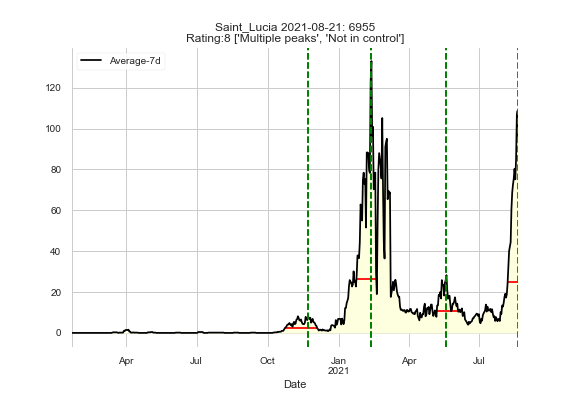 Saint_Lucia 2021-08-21: 6955
Rating:8 ['Multiple peaks', 'Not in control']
Average-7d
120
100
80
60
40
20
0
Apr Jul Oct Jan Apr Jul
2021
Date